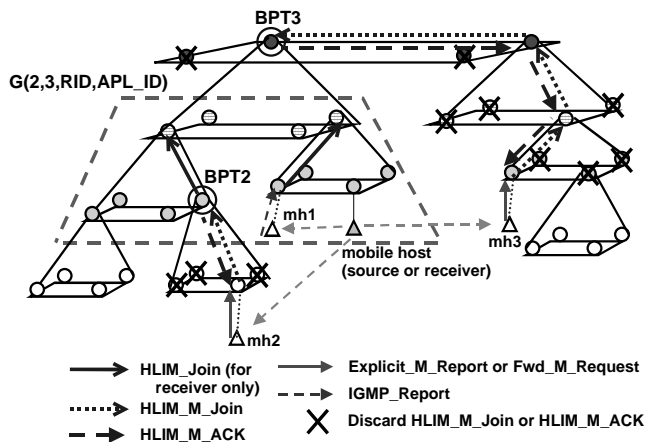 BPT3
G(2,3,RID,APL_ID)
BPT2
mh1
mh3
mobile host
(source or receiver)
mh2
HLIM_Join (for
receiver only)
HLIM_M_Join
HLIM_M_ACK
Explicit_M_Report or Fwd_M_Request
IGMP_Report
Discard HLIM_M_Join or HLIM_M_ACK